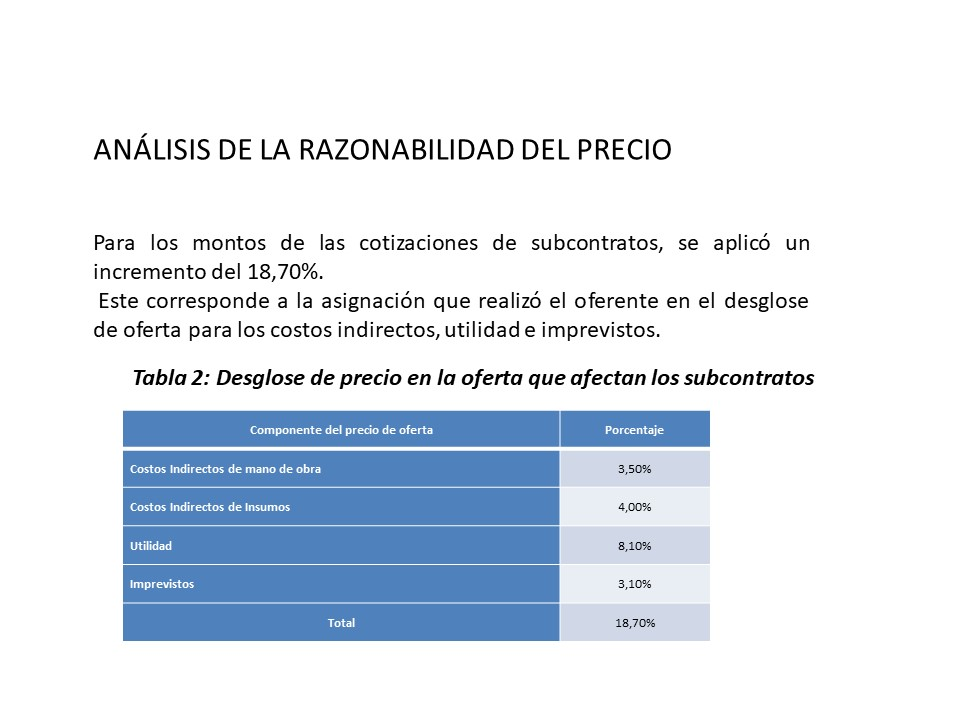 ANÁLISIS DE LA RAZONABILIDAD DEL PRECIO
Para los montos de las cotizaciones de subcontratos, se aplicó un
incremento del 18,70%.
Este corresponde a la asignación que realizó el oferente en el desglose
de oferta para los costos indirectos, utilidad e imprevistos.
Tabla 2: Desglose de precio en la oferta que afectan los subcontratos
Componente del precio de oferta Porcentaje
Costos Indirectos de mano de obra 3,50%
Costos Indirectos de Insumos 4,00%
Utilidad 8,10%
Imprevistos 3,10%
Total 18,70%